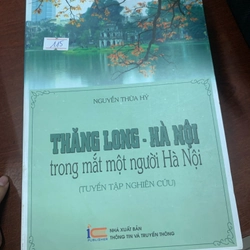 NGUYỄN THỪA HỶ
THĂNG LONG - HÀ NỘI
trong mắt một người Hà Nội
(TUYỂN TẬP NGHIÊN CỨU)
NHÀ XUẤT BẢN
THÔNG TIN VÀ TRUYỀN THÔNG